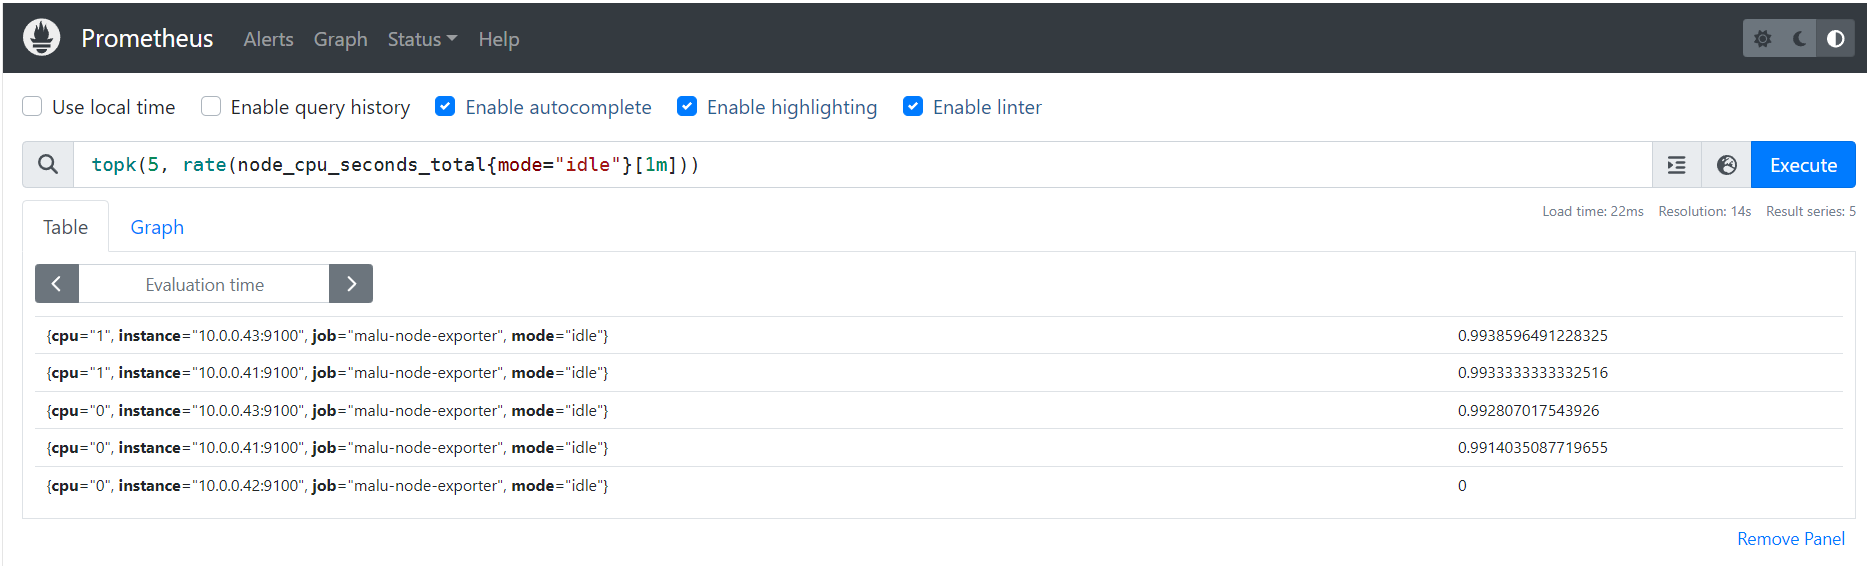 Prometheus Alerts Graph Status Help
Use local time Enable query history Enable autocomplete Enable highlighting Enable linter
topk(5, rate(node_cpu_seconds_total{mode="idle"}[1m])) Execute
Table Graph Load time: 22ms Resolution: 14s Result series: 5
Evaluation time
{cpu="1", instance="10.0.0.43:9100", job="malu-node-exporter", mode="idle"} 0.9938596491228325
{cpu="1", instance="10.0.0.41:9100", job="malu-node-exporter", mode="idle"} 0.9933333333332516
{cpu="0", instance="10.0.0.43:9100", job="malu-node-exporter", mode="idle"} 0.992807017543926
{cpu="0", instance="10.0.0.41:9100", job="malu-node-exporter", mode="idle"} 0.9914035087719655
{cpu="0", instance="10.0.0.42:9100", job="malu-node-exporter", mode="idle"} 0
Remove Panel